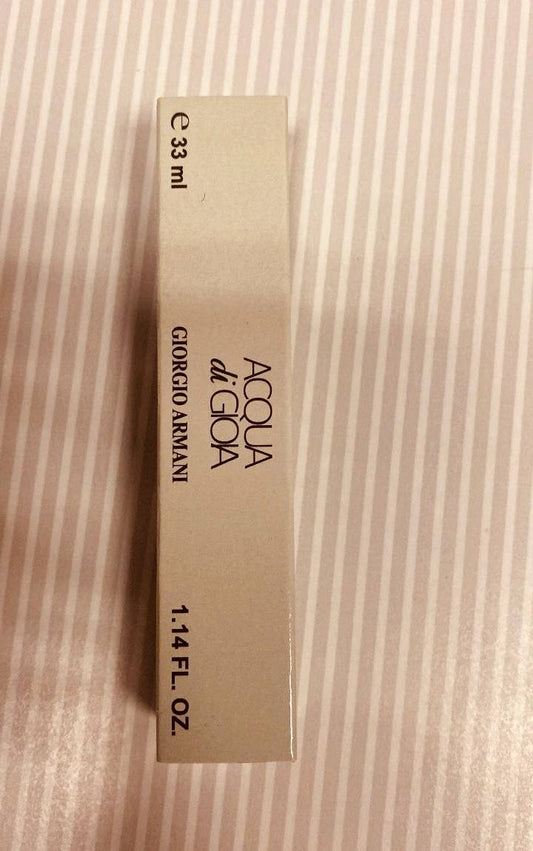 ACQUA
di GIOIA
GIORGIO ARMANI
e 33 ml
1.14 FL. OZ.